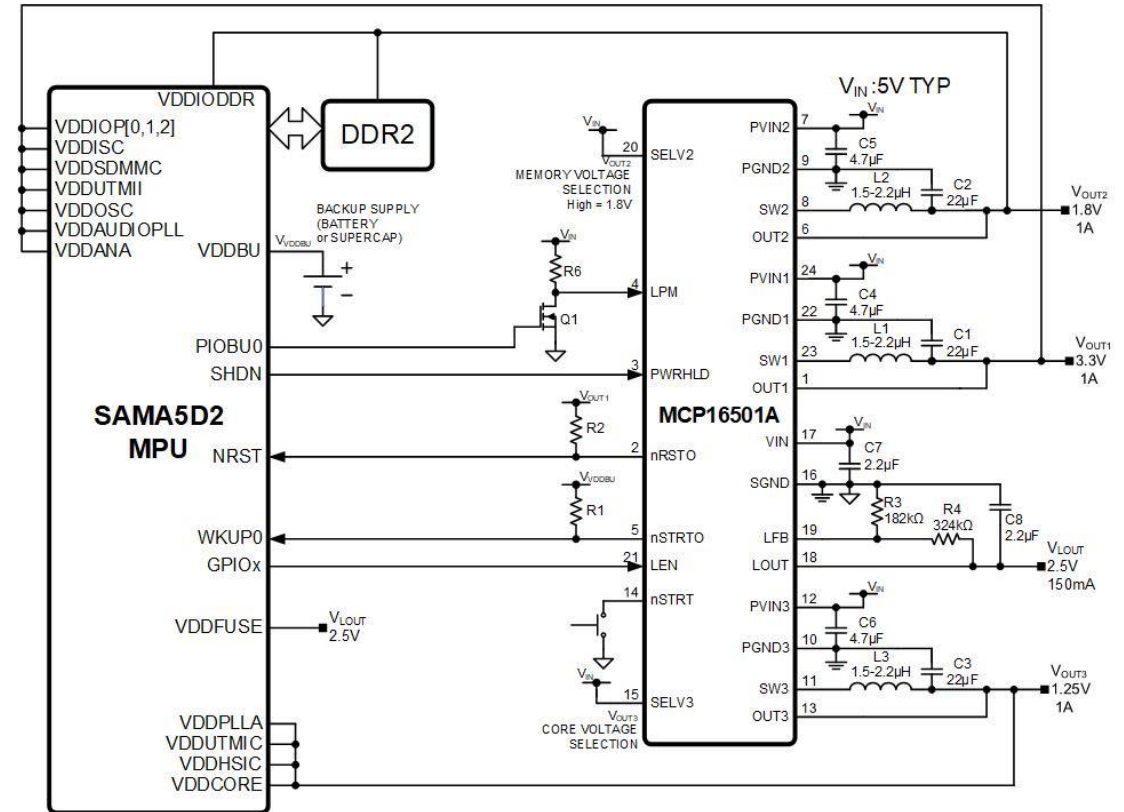 VDDIODDR
VDDIOP[0,1,2]
VDDISC
VDDSDMMC
VDDUTMII
VDDOSC
VDDAUDIOPLL
VDDANA
VDDBU
PIOBU0
SHDN
SAMA5D2
MPU
NRST
WKUP0
GPIOx
VDDFUSE
VDDPLLA
VDDUTMIC
VDDHSIC
VDDCORE
DDR2
BACKUP SUPPLY
(BATTERY
or SUPERCAP)
VVDDBU
+
−
VLOUT
2.5V
VIN
VOUT2
MEMORY VOLTAGE
SELECTION
High = 1.8V
VIN
R6
Q1
VOUT1
R2
VVDDBU
R1
VIN
VOUT3
CORE VOLTAGE
SELECTION
20 SELV2
4 LPM
3 PWRHLD
MCP16501A
2 nRSTO
5 nSTRTO
21 LEN
14 nSTRT
15 SELV3
VIN :5V TYP
PVIN2 7 VIN
C5
4.7µF
PGND2 9
L2
1.5-2.2µH
C2
22µF
SW2 8
OUT2 6
VOUT2
1.8V
1A
PVIN1 24 VIN
C4
4.7µF
PGND1 22
L1
1.5-2.2µH
C1
22µF
SW1 23
OUT1 1
VOUT1
3.3V
1A
VIN 17 VIN
C7
2.2µF
SGND 16
R3
182kΩ
R4
324kΩ
C8
2.2µF
LFB 19
LOUT 18
VLOUT
2.5V
150mA
PVIN3 12 VIN
C6
4.7µF
PGND3 10
L3
1.5-2.2µH
C3
22µF
SW3 11
OUT3 13
VOUT3
1.25V
1A